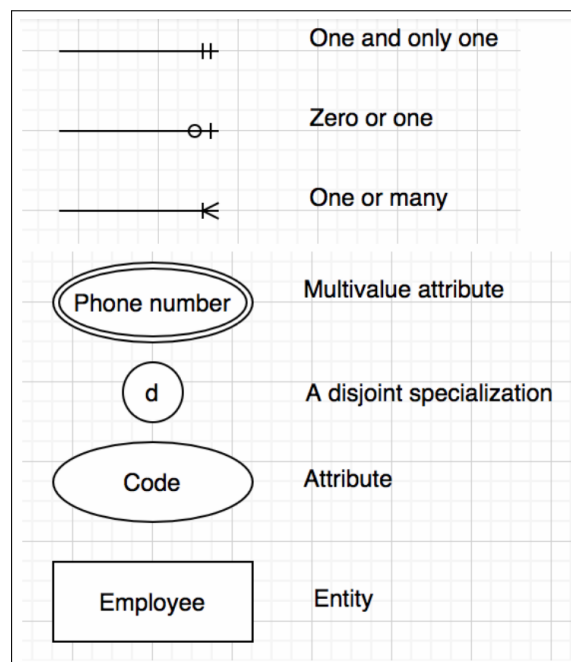 One and only one
Zero or one
One or many
Phone number Multivalue attribute
d A disjoint specialization
Code Attribute
Employee Entity